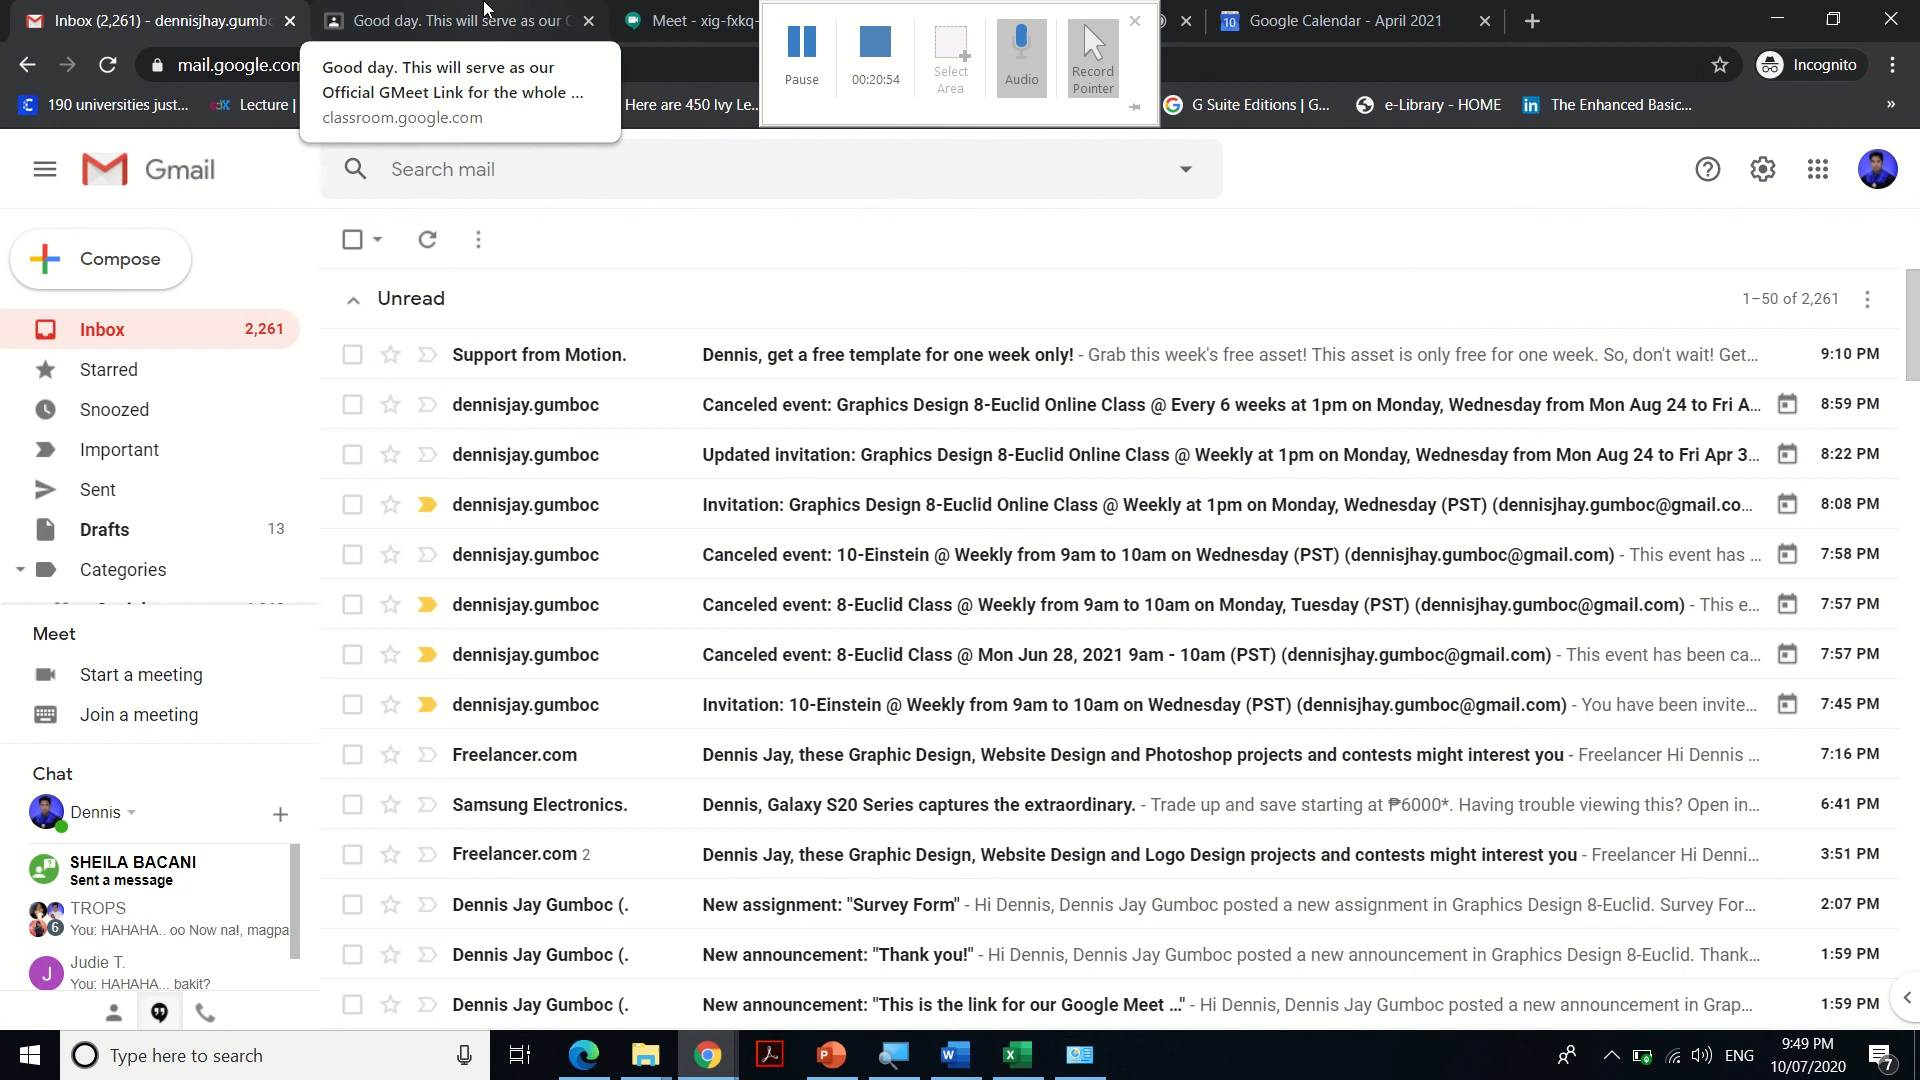 Inbox (2,261) - dennisjhay.gumbc
Good day. This will serve as our
Meet - xig-fxkq-
Google Calendar - April 2021
mail.google.com
Incognito
Good day. This will serve as our
Official GMeet Link for the whole ...
classroom.google.com
Pause
00:20:54
Select
Area
Audio
Record
Pointer
190 universities just...
Lecture |
Here are 450 Ivy Le..
G Suite Editions | G...
e-Library - HOME
The Enhanced Basic...
Gmail
Search mail
Compose
Unread
1–50 of 2,261
Inbox 2,261
Starred
Snoozed
Important
Sent
Drafts 13
Categories
Meet
Start a meeting
Join a meeting
Chat
Dennis
SHEILA BACANI
Sent a message
TROPS
You: HAHAHA.. oo Now na!, magpa
6
Judie T.
You: HAHAHA... bakit?
J
Support from Motion. Dennis, get a free template for one week only! - Grab this week's free asset! This asset is only free for one week. So, don't wait! Get... 9:10 PM
dennisjay.gumboc Canceled event: Graphics Design 8-Euclid Online Class @ Every 6 weeks at 1pm on Monday, Wednesday from Mon Aug 24 to Fri A... 8:59 PM
dennisjay.gumboc Updated invitation: Graphics Design 8-Euclid Online Class @ Weekly at 1pm on Monday, Wednesday from Mon Aug 24 to Fri Apr 3... 8:22 PM
dennisjay.gumboc Invitation: Graphics Design 8-Euclid Online Class @ Weekly at 1pm on Monday, Wednesday (PST) (dennisjhay.gumboc@gmail.co... 8:08 PM
dennisjay.gumboc Canceled event: 10-Einstein @ Weekly from 9am to 10am on Wednesday (PST) (dennisjhay.gumboc@gmail.com) - This event has ... 7:58 PM
dennisjay.gumboc Canceled event: 8-Euclid Class @ Weekly from 9am to 10am on Monday, Tuesday (PST) (dennisjhay.gumboc@gmail.com) - This e... 7:57 PM
dennisjay.gumboc Canceled event: 8-Euclid Class @ Mon Jun 28, 2021 9am - 10am (PST) (dennisjhay.gumboc@gmail.com) - This event has been ca... 7:57 PM
dennisjay.gumboc Invitation: 10-Einstein @ Weekly from 9am to 10am on Wednesday (PST) (dennisjhay.gumboc@gmail.com) - You have been invite... 7:45 PM
Freelancer.com Dennis Jay, these Graphic Design, Website Design and Photoshop projects and contests might interest you - Freelancer Hi Dennis ... 7:16 PM
Samsung Electronics. Dennis, Galaxy S20 Series captures the extraordinary. - Trade up and save starting at ₱6000*. Having trouble viewing this? Open in... 6:41 PM
Freelancer.com 2 Dennis Jay, these Graphic Design, Website Design and Logo Design projects and contests might interest you - Freelancer Hi Denni... 3:51 PM
Dennis Jay Gumboc (. New assignment: "Survey Form" - Hi Dennis, Dennis Jay Gumboc posted a new assignment in Graphics Design 8-Euclid. Survey For... 2:07 PM
Dennis Jay Gumboc (. New announcement: "Thank you!" - Hi Dennis, Dennis Jay Gumboc posted a new announcement in Graphics Design 8-Euclid. Thank... 1:59 PM
Dennis Jay Gumboc (. New announcement: "This is the link for our Google Meet ..." - Hi Dennis, Dennis Jay Gumboc posted a new announcement in Grap... 1:59 PM
Type here to search
ENG
9:49 PM
10/07/2020
7